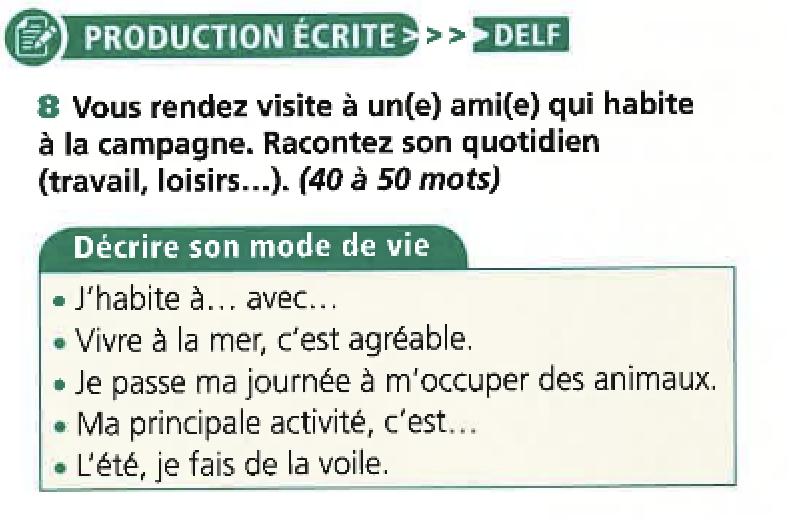 PRODUCTION ÉCRITE > > > > DELF
8 Vous rendez visite à un(e) ami(e) qui habite
à la campagne. Racontez son quotidien
(travail, loisirs...). (40 à 50 mots)
Décrire son mode de vie
• J'habite à... avec...
• Vivre à la mer, c'est agréable.
• Je passe ma journée à m'occuper des animaux.
• Ma principale activité, c'est...
• L'été, je fais de la voile.